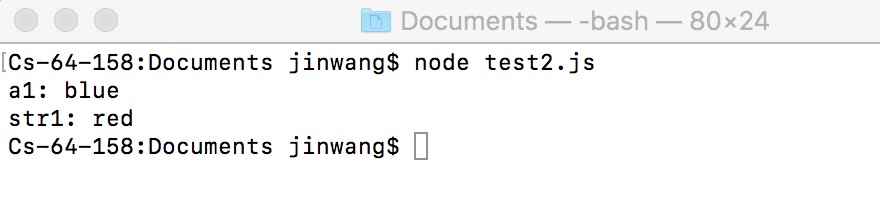 Documents — -bash — 80×24
[Cs-64-158:Documents jinwang$ node test2.js
a1: blue
str1: red
Cs-64-158:Documents jinwang$